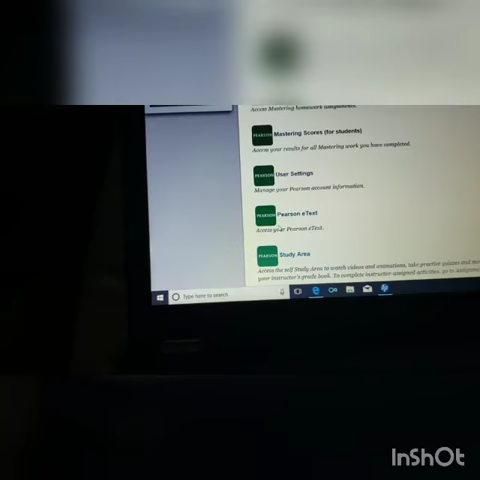 Access Mastering homework assignments.
PEARSON Mastering Scores (for students)
Access your results for all Mastering work you have completed.
PEARSON User Settings
Manage your Pearson account information.
PEARSON Pearson eText
Access your Pearson eText.
PEARSON Study Area
Access the self Study Area to watch videos and animations, take practice quizzes and
your instructor's grade book. To complete instructor-assigned activities, go to
Type here to search
InShOt